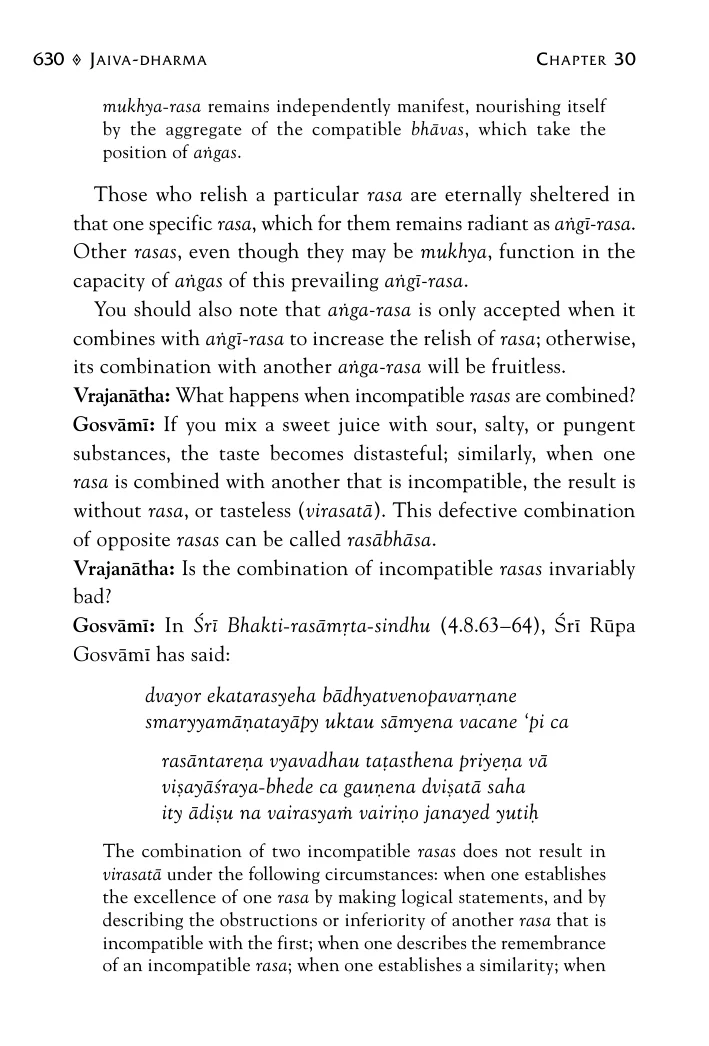 630 ◈ Jaiva-dharma Chapter 30
mukhya-rasa remains independently manifest, nourishing itself
by the aggregate of the compatible bhāvas, which take the
position of aṅgas.
Those who relish a particular rasa are eternally sheltered in
that one specific rasa, which for them remains radiant as aṅgī-rasa.
Other rasas, even though they may be mukhya, function in the
capacity of aṅgas of this prevailing aṅgī-rasa.
You should also note that aṅga-rasa is only accepted when it
combines with aṅgī-rasa to increase the relish of rasa; otherwise,
its combination with another aṅga-rasa will be fruitless.
Vrajanātha: What happens when incompatible rasas are combined?
Gosvāmī: If you mix a sweet juice with sour, salty, or pungent
substances, the taste becomes distasteful; similarly, when one
rasa is combined with another that is incompatible, the result is
without rasa, or tasteless (virasatā). This defective combination
of opposite rasas can be called rasābhāsa.
Vrajanātha: Is the combination of incompatible rasas invariably
bad?
Gosvāmī: In Śrī Bhakti-rasāmṛta-sindhu (4.8.63–64), Śrī Rūpa
Gosvāmī has said:
dvayor ekatarasyeha bādhyatvenopavarṇane
smaryyamāṇatayāpy uktau sāmyena vacane ‘pi ca
rasāntareṇa vyavadhau taṭasthena priyeṇa vā
viṣayāśraya-bhede ca gauṇena dviṣatā saha
ity ādiṣu na vairasyaṁ vairiṇo janayed yutiḥ
The combination of two incompatible rasas does not result in
virasatā under the following circumstances: when one establishes
the excellence of one rasa by making logical statements, and by
describing the obstructions or inferiority of another rasa that is
incompatible with the first; when one describes the remembrance
of an incompatible rasa; when one establishes a similarity; when